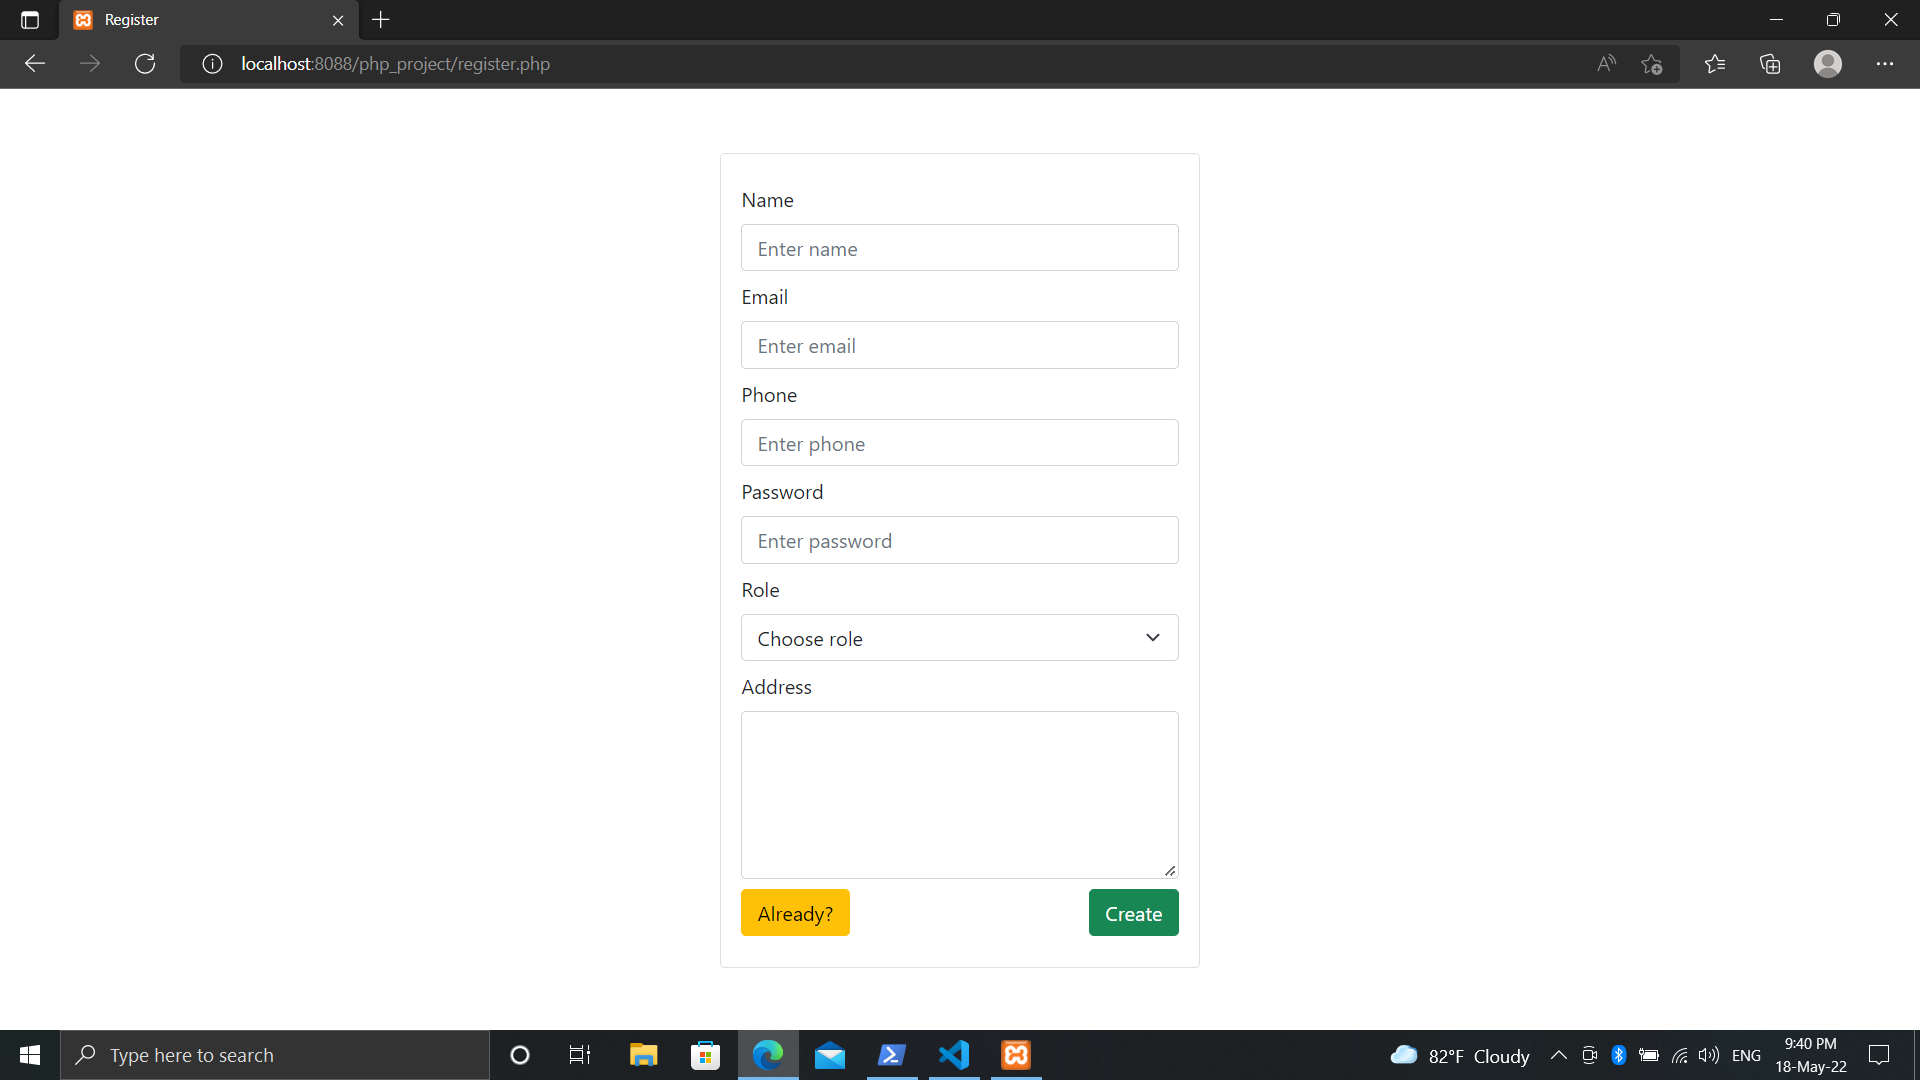 Register
localhost:8088/php_project/register.php
Name
Enter name
Email
Enter email
Phone
Enter phone
Password
Enter password
Role
Choose role
Address
Already?
Create
Type here to search
82°F Cloudy
ENG
9:40 PM
18-May-22